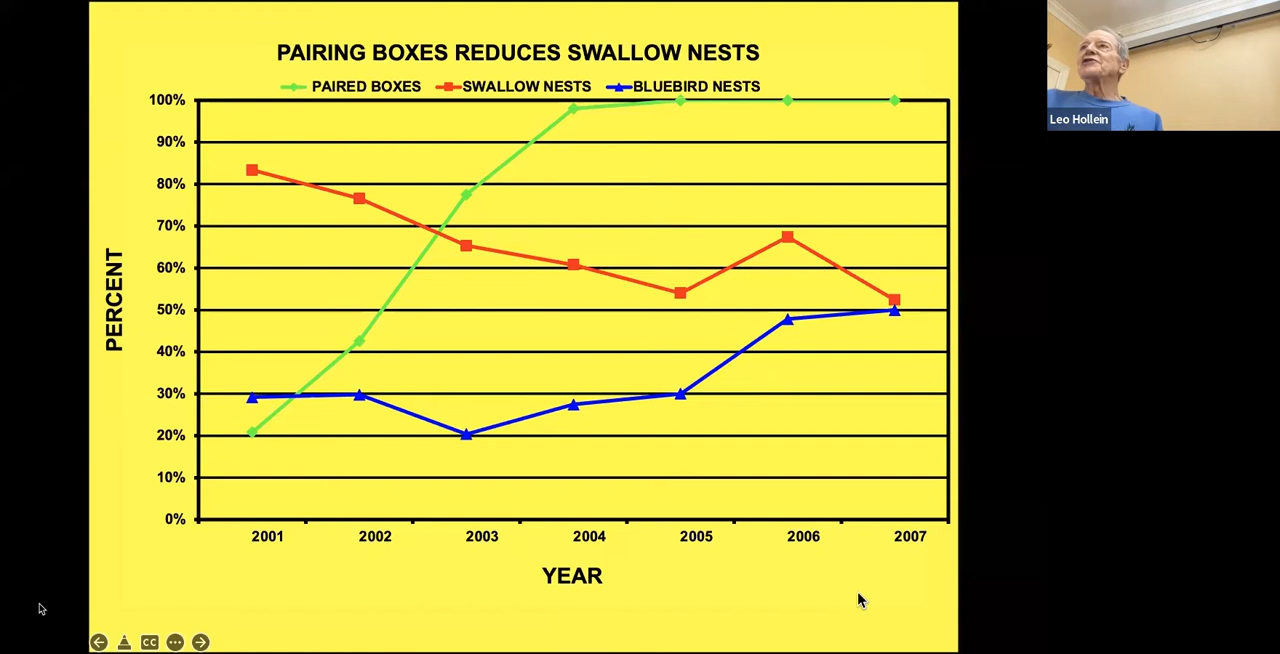 PAIRING BOXES REDUCES SWALLOW NESTS
PAIRED BOXES SWALLOW NESTS BLUEBIRD NESTS
100%
90%
80%
70%
60%
50%
40%
30%
20%
10%
0%
PERCENT
2001 2002 2003 2004 2005 2006 2007
YEAR
CC
Leo Hollein